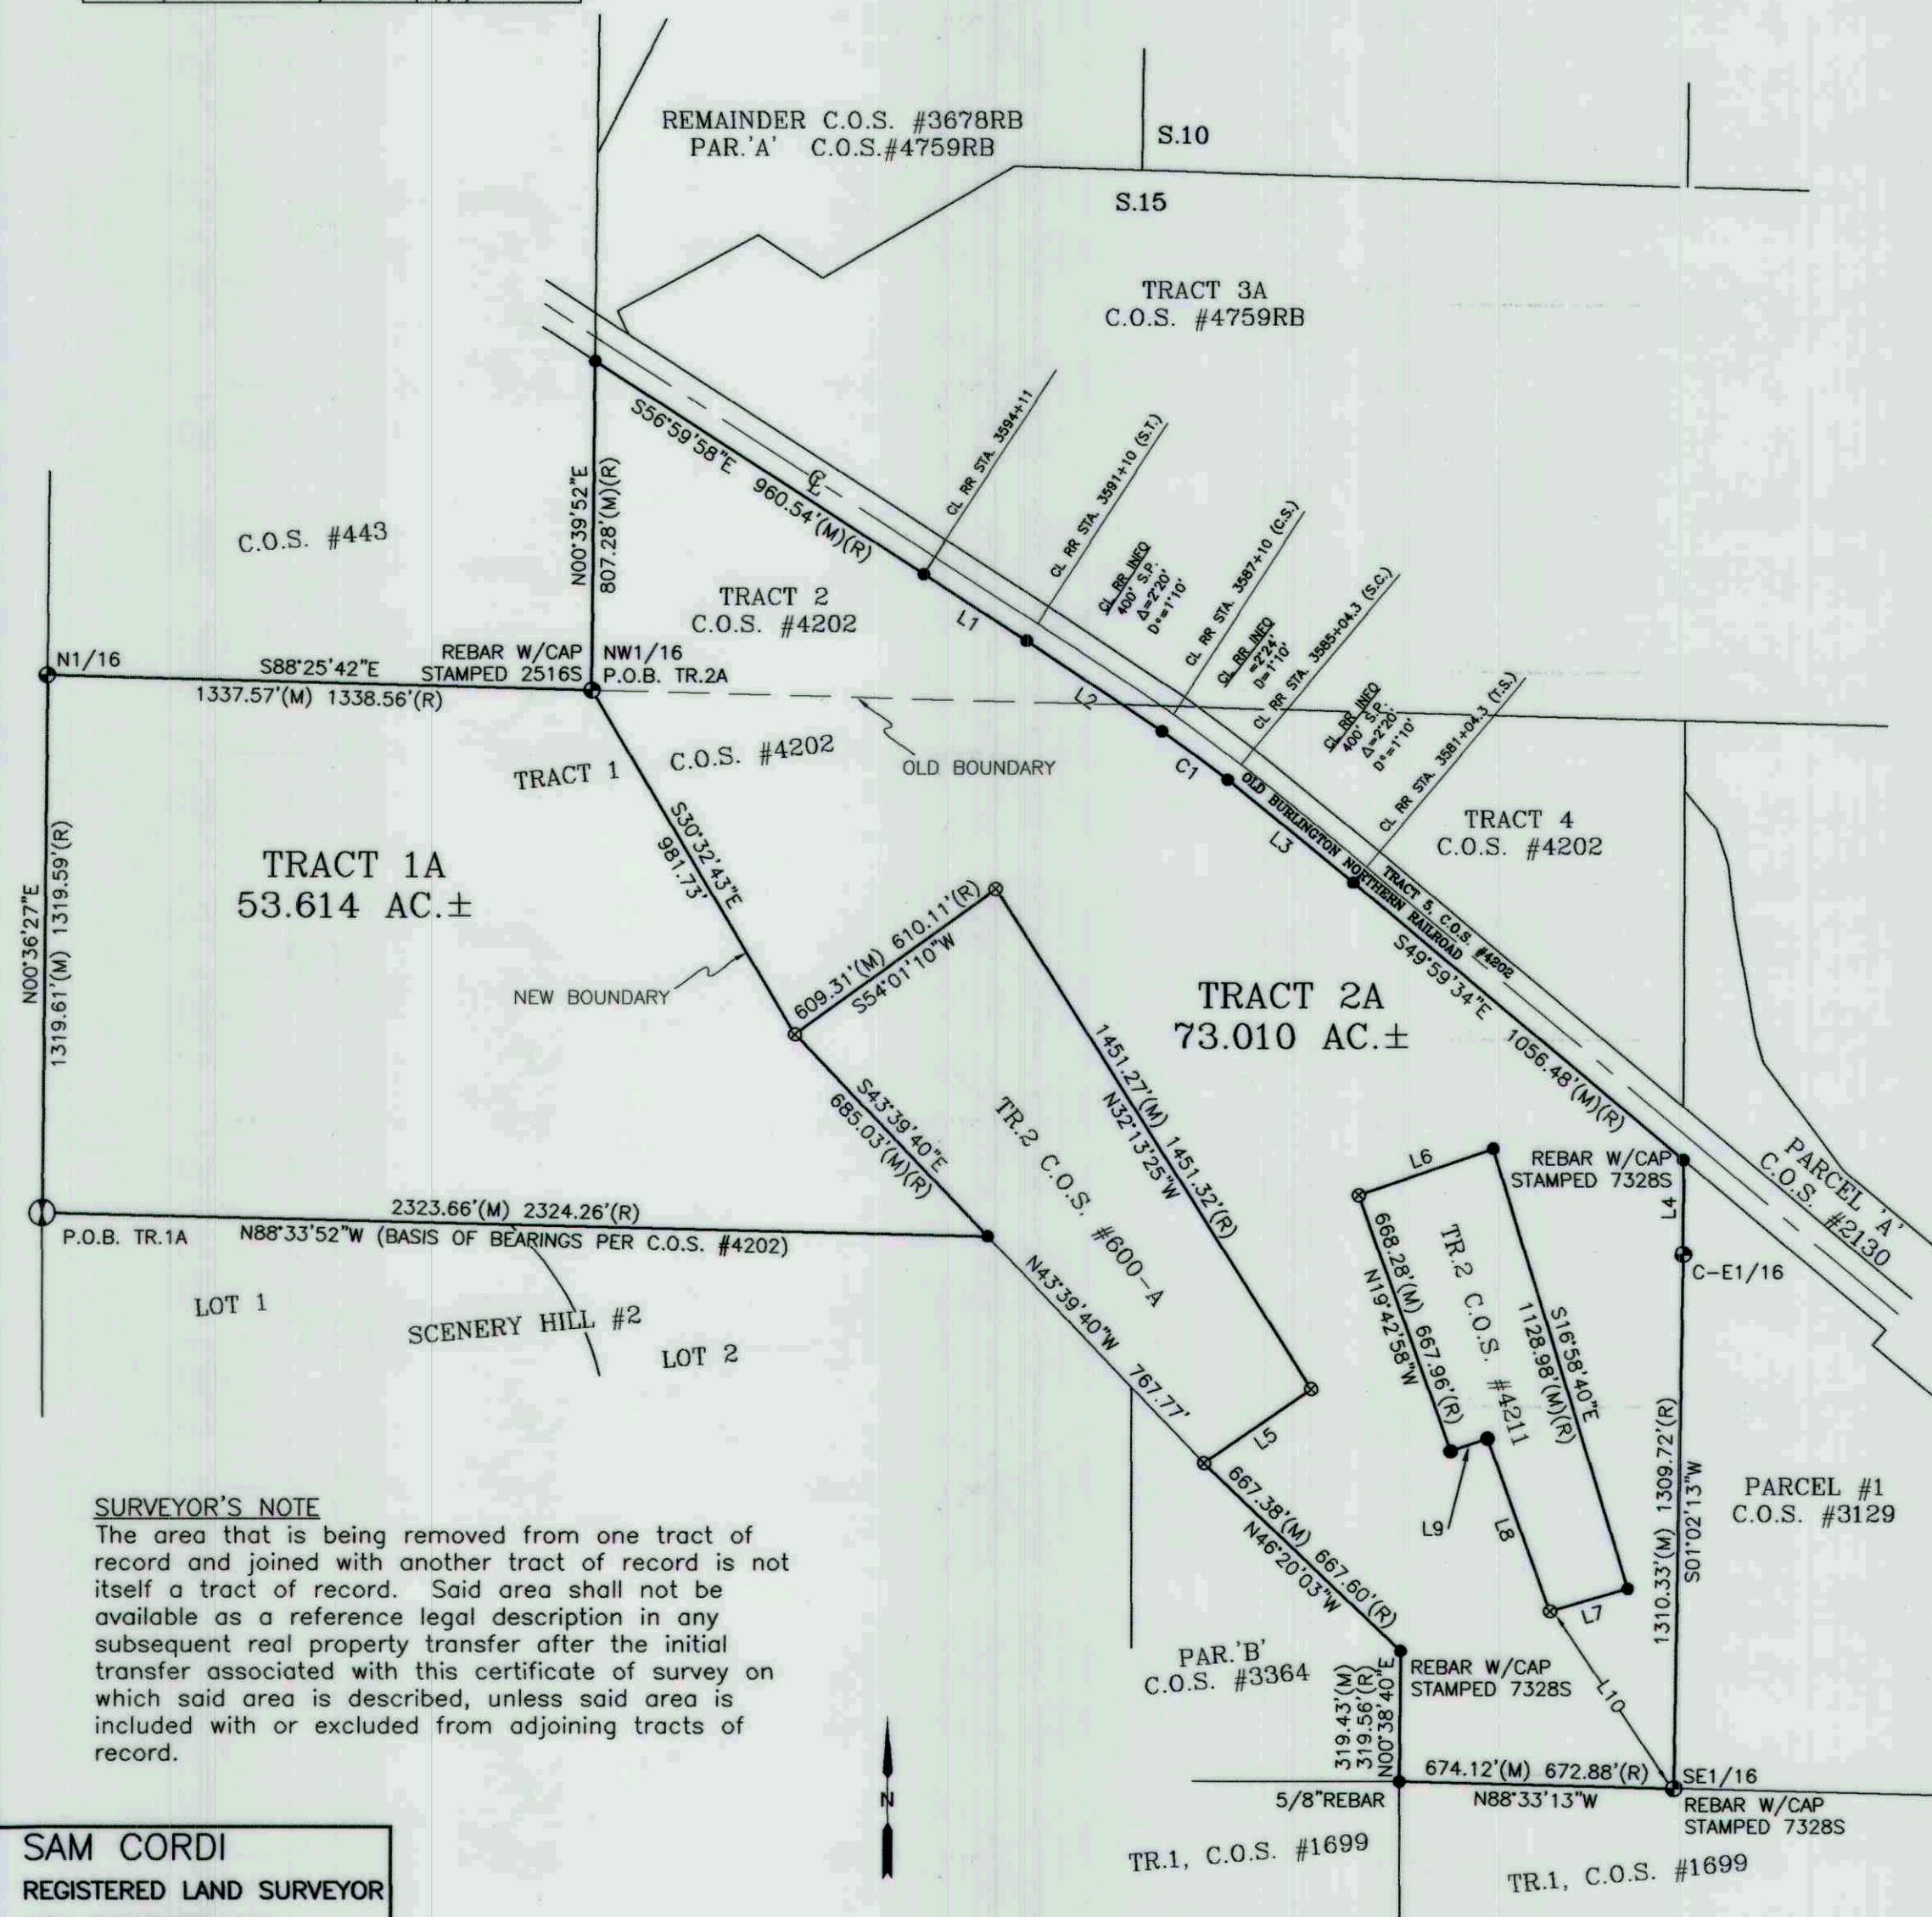 REMAINDER C.O.S. #3678RB
PAR.'A' C.O.S.#4759RB
S.10
S.15
TRACT 3A
C.O.S. #4759RB
S56°59'58"E 960.54'(M)(R)
CL
CL RR STA. 3594+11
CL RR STA. 3591+10 (S.T.)
CL RR INFO
400' S.P.
Δ=2°20'
D°=1°10'
CL RR STA. 3587+10 (C.S.)
CL RR INFO
=2°24'
D=1°10'
CL RR STA. 3585+04.3 (S.C.)
CL RR INFO
400' S.P.
Δ=2°20'
D°=1°10'
CL RR STA. 3581+04.3 (T.S.)
N00°39'52"E
807.28'(M)(R)
C.O.S. #443
TRACT 2
C.O.S. #4202
L1
L2
C1
L3
N1/16
S88°25'42"E
1337.57'(M) 1338.56'(R)
REBAR W/CAP
STAMPED 2516S
NW1/16
P.O.B. TR.2A
TRACT 1
C.O.S. #4202
OLD BOUNDARY
OLD BURLINGTON NORTHERN RAILROAD
TRACT 5, C.O.S. #4202
TRACT 4
C.O.S. #4202
TRACT 1A
53.614 AC.±
S30°32'43"E
981.73'
N00°36'27"E
1319.61'(M) 1319.59'(R)
NEW BOUNDARY
609.31'(M) 610.11'(R)
S54°01'10"W
TRACT 2A
73.010 AC.±
S49°59'34"E 1056.48'(M)(R)
1451.27'(M) 1451.32'(R)
N32°13'25"W
S43°39'40"E
685.03'(M)(R)
TR.2 C.O.S. #600-A
L6
REBAR W/CAP
STAMPED 7328S
L4
PARCEL 'A'
C.O.S. #2130
C-E1/16
P.O.B. TR.1A
2323.66'(M) 2324.26'(R)
N88°33'52"W (BASIS OF BEARINGS PER C.O.S. #4202)
LOT 1
SCENERY HILL #2
LOT 2
N43°39'40"W 767.77'
668.28'(M) 667.96'(R)
N19°42'58"W
TR.2 C.O.S. #4211
S16°58'40"E
1128.98'(M)(R)
L5
L9
L8
L7
L10
1310.33'(M) 1309.72'(R)
S01°02'13"W
PARCEL #1
C.O.S. #3129
667.38'(M) 667.60'(R)
N46°20'03"W
SURVEYOR'S NOTE
The area that is being removed from one tract of
record and joined with another tract of record is not
itself a tract of record. Said area shall not be
available as a reference legal description in any
subsequent real property transfer after the initial
transfer associated with this certificate of survey on
which said area is described, unless said area is
included with or excluded from adjoining tracts of
record.
PAR.'B'
C.O.S. #3364
REBAR W/CAP
STAMPED 7328S
319.43'(M)
319.56'(R)
N00°38'40"E
674.12'(M) 672.88'(R)
N88°33'13"W
SE1/16
REBAR W/CAP
STAMPED 7328S
5/8"REBAR
N
TR.1, C.O.S. #1699
TR.1, C.O.S. #1699
SAM CORDI
REGISTERED LAND SURVEYOR